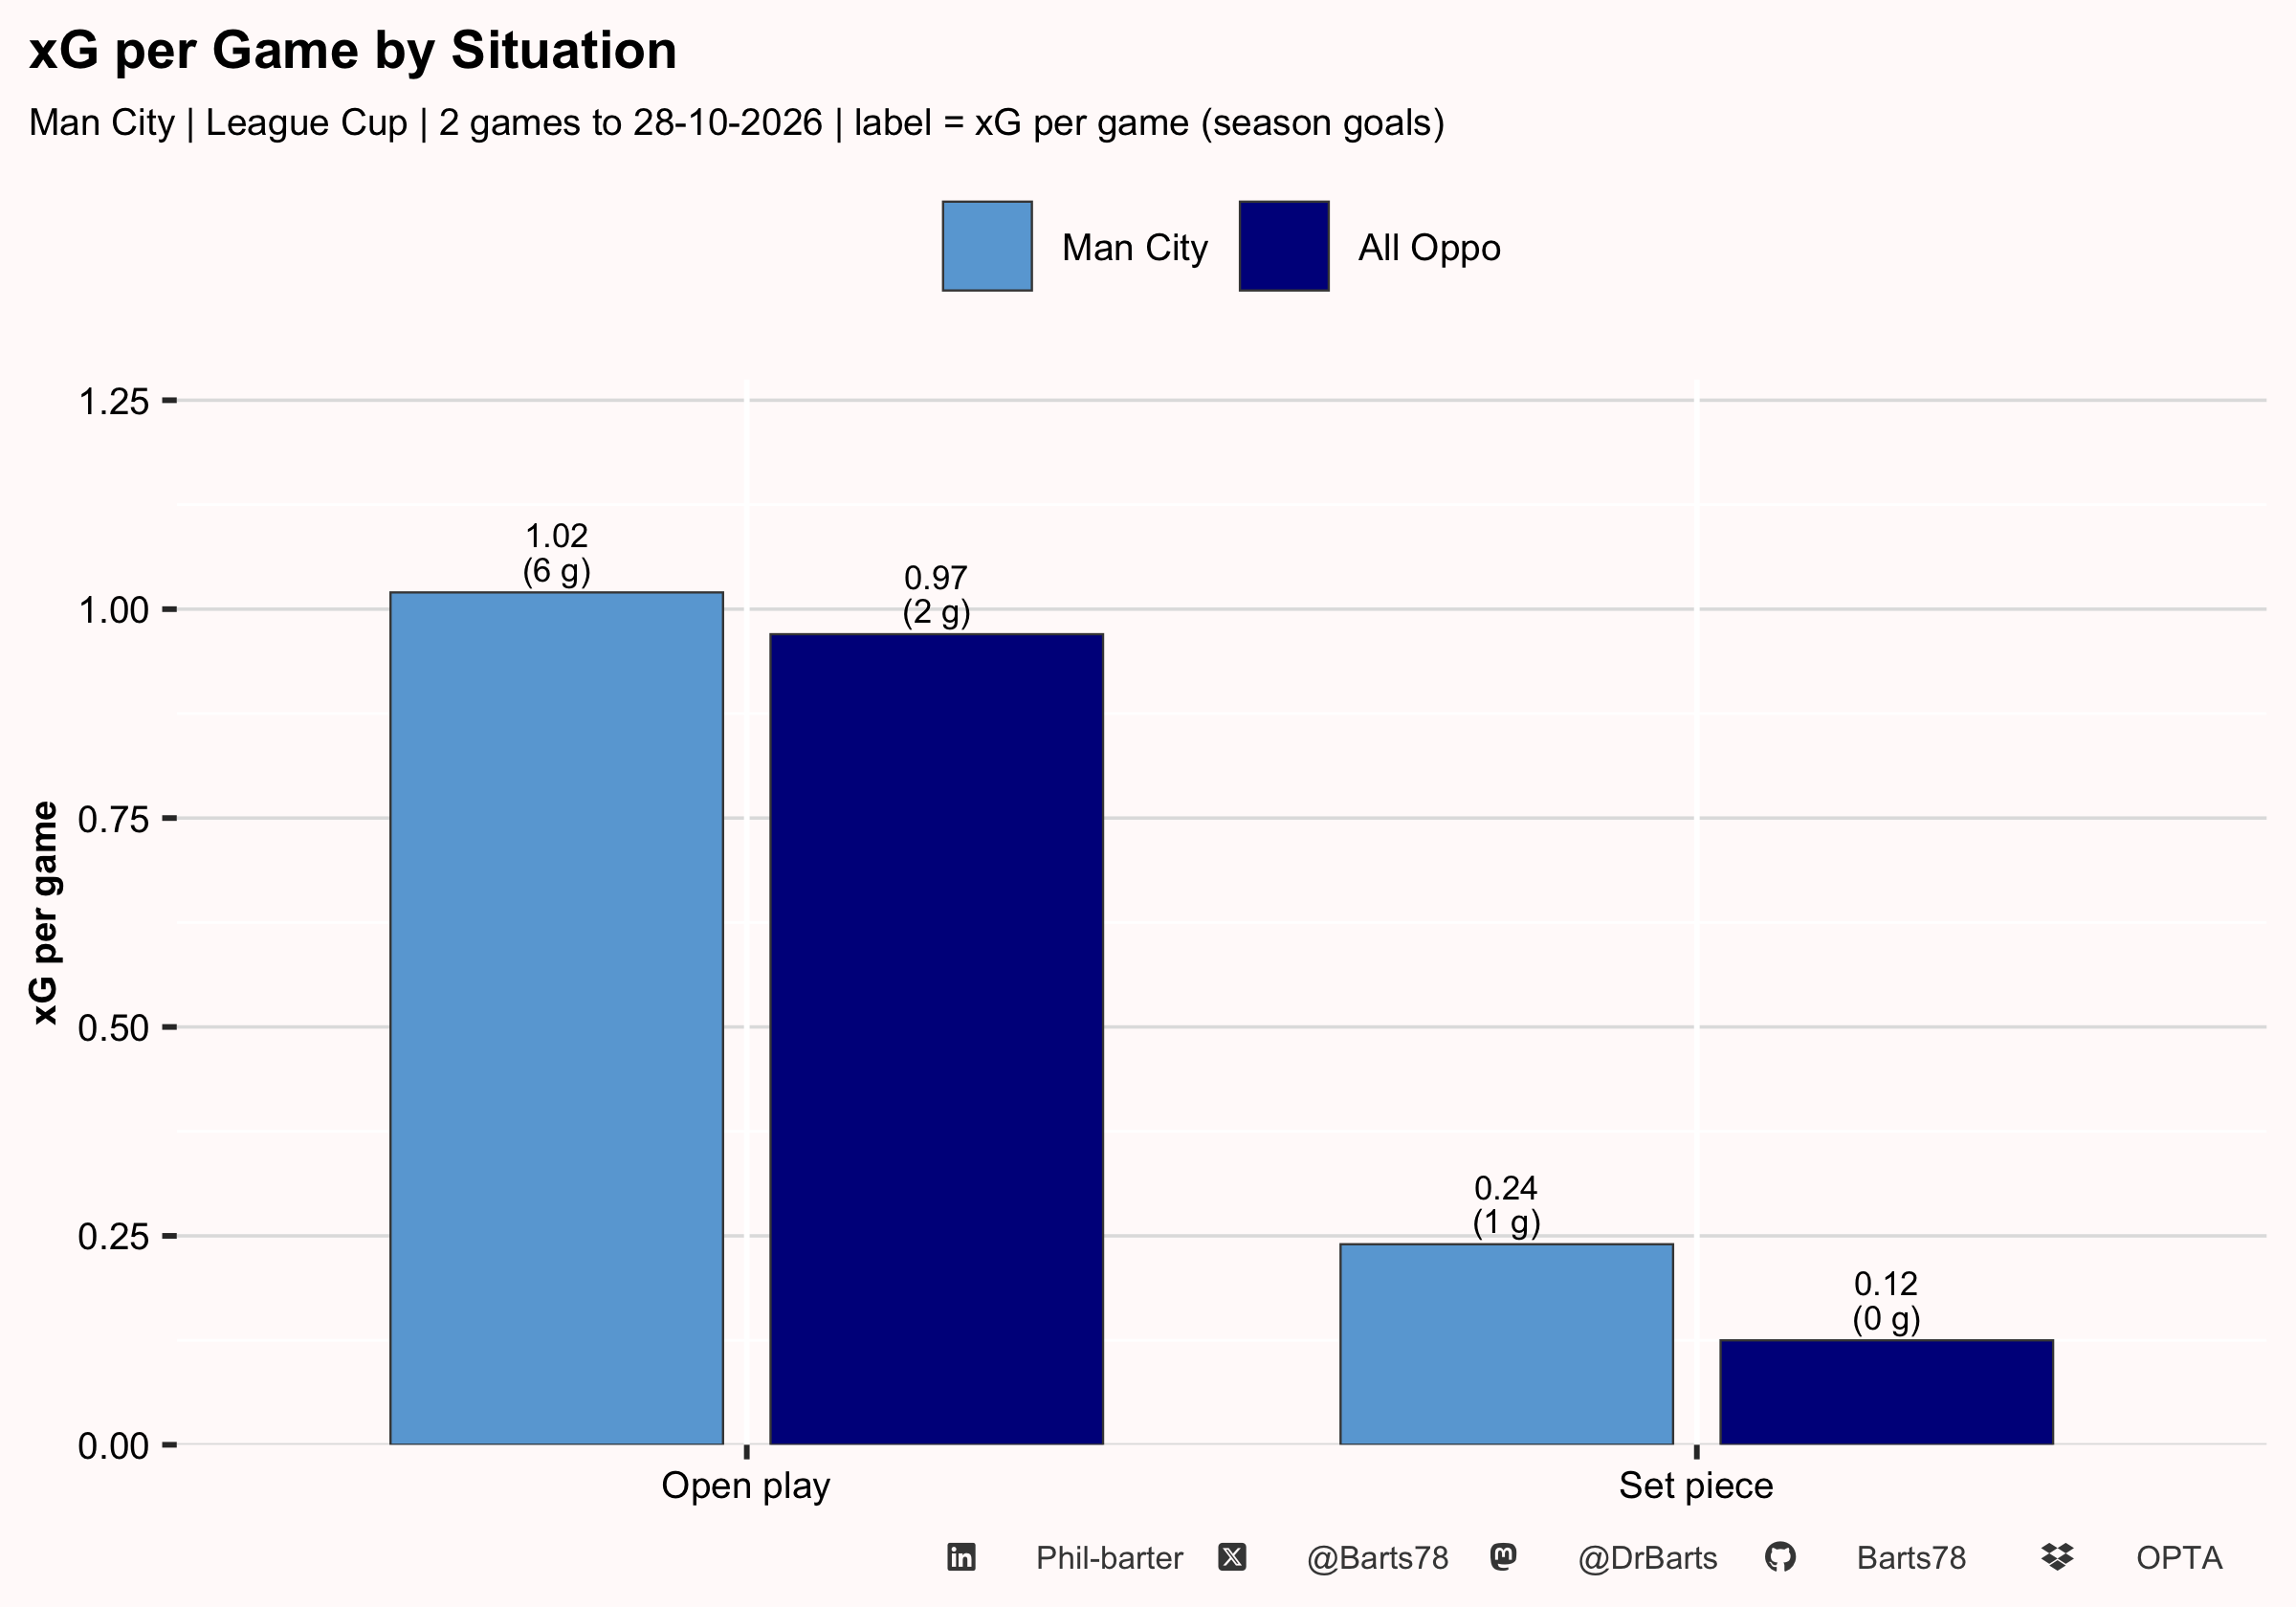 xG per Game by Situation
Man City | League Cup | 2 games to 28-10-2026 | label = xG per game (season goals)
Man City
All Oppo
1.25
1.00
0.75
0.50
0.25
0.00
xG per game
1.02
(6 g)
0.97
(2 g)
0.24
(1 g)
0.12
(0 g)
Open play
Set piece
Phil-barter @Barts78 @DrBarts Barts78 OPTA